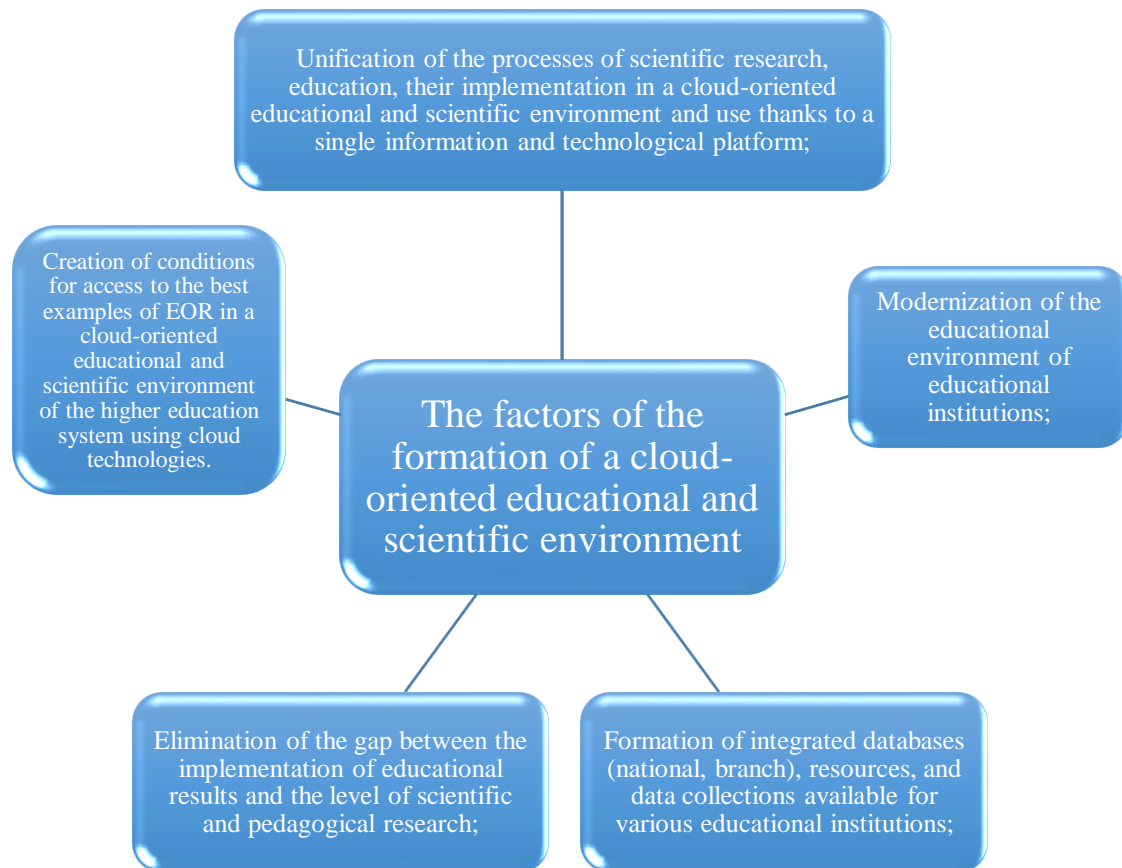 Unification of the processes of scientific research,
education, their implementation in a cloud-oriented
educational and scientific environment and use thanks to a
single information and technological platform;
Creation of conditions
for access to the best
examples of EOR in a
cloud-oriented
educational and
scientific environment
of the higher education
system using cloud
technologies.
Modernization of the
educational
environment of
educational
institutions;
The factors of the
formation of a cloud-
oriented educational and
scientific environment
Elimination of the gap between the
implementation of educational
results and the level of scientific
and pedagogical research;
Formation of integrated databases
(national, branch), resources, and
data collections available for
various educational institutions;